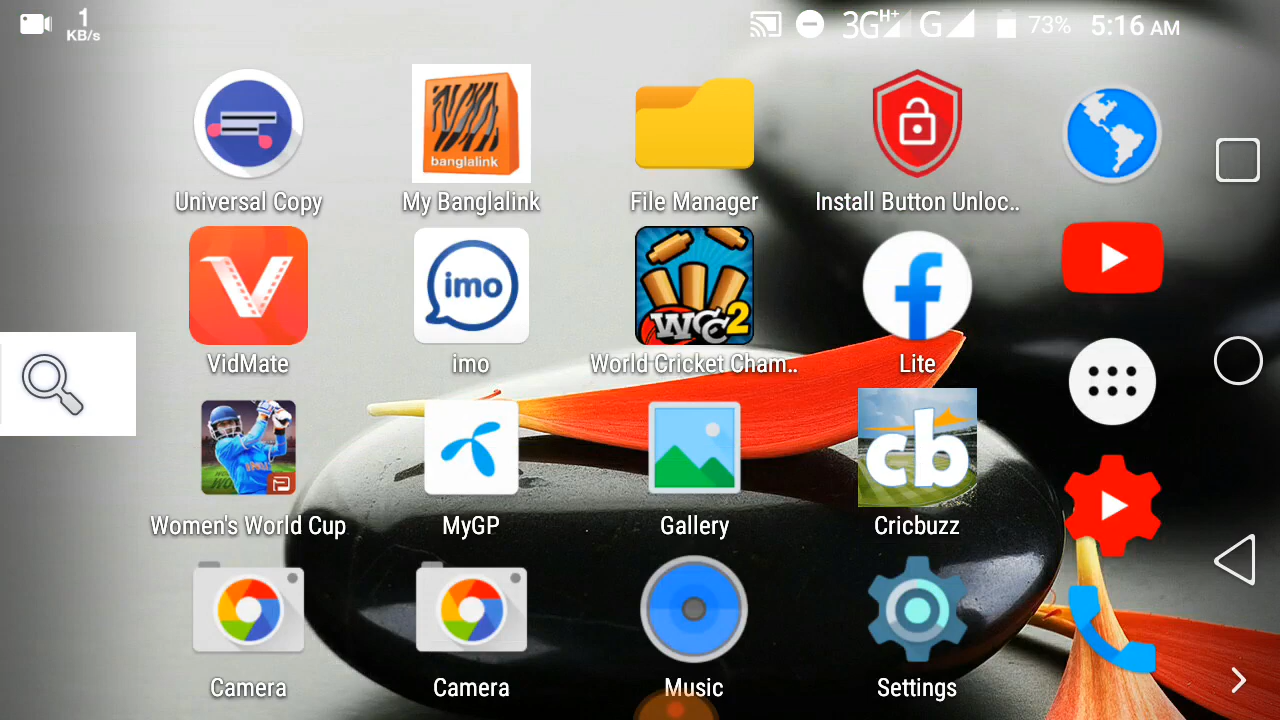 1
KB/s
3G H+ G 73% 5:16 AM
banglalink
Universal Copy My Banglalink File Manager Install Button Unloc..
V imo WCC2 f
VidMate imo World Cricket Cham.. Lite
cb
Women's World Cup MyGP Gallery Cricbuzz
Camera Camera Music Settings